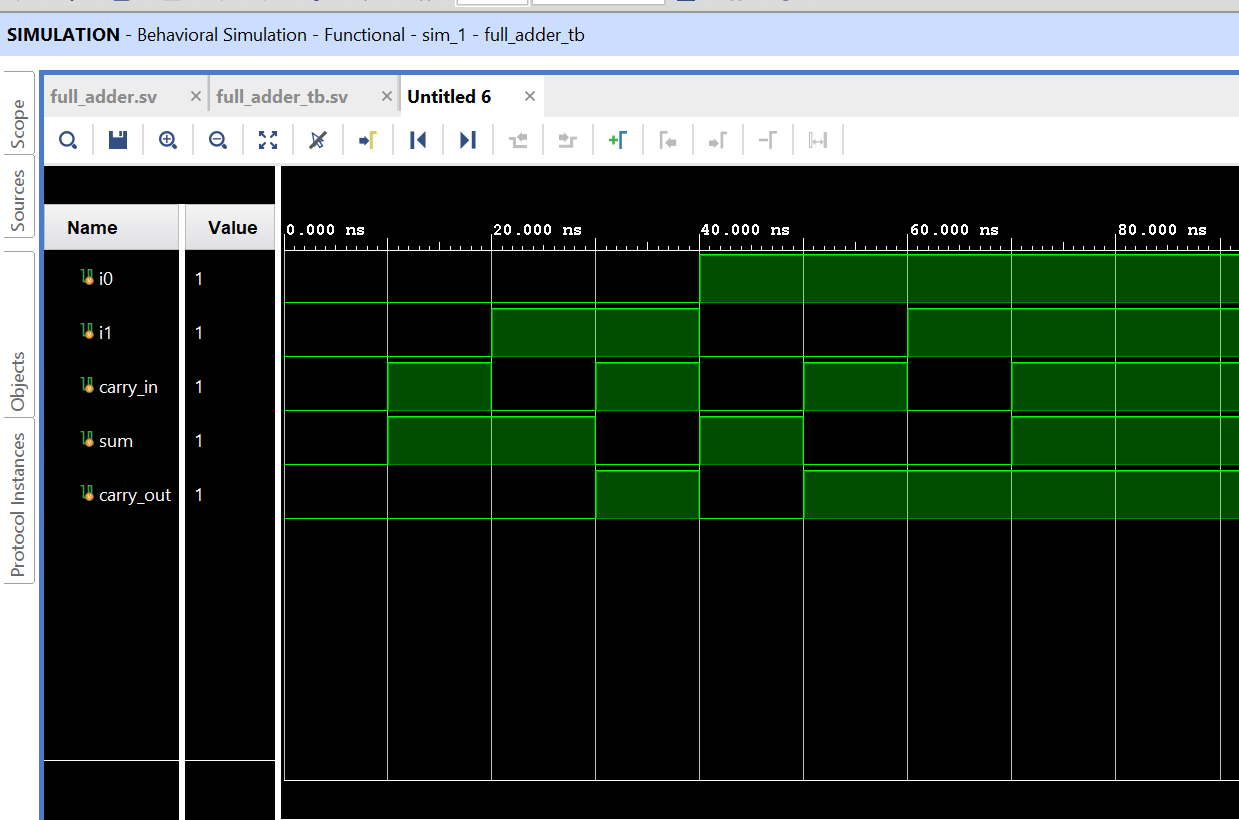 SIMULATION - Behavioral Simulation - Functional - sim_1 - full_adder_tb
full_adder.sv
full_adder_tb.sv
Untitled 6
Scope
Sources
Objects
Protocol Instances
Name Value
0.000 ns 20.000 ns 40.000 ns 60.000 ns 80.000 ns
i0 1
i1 1
carry_in 1
sum 1
carry_out 1